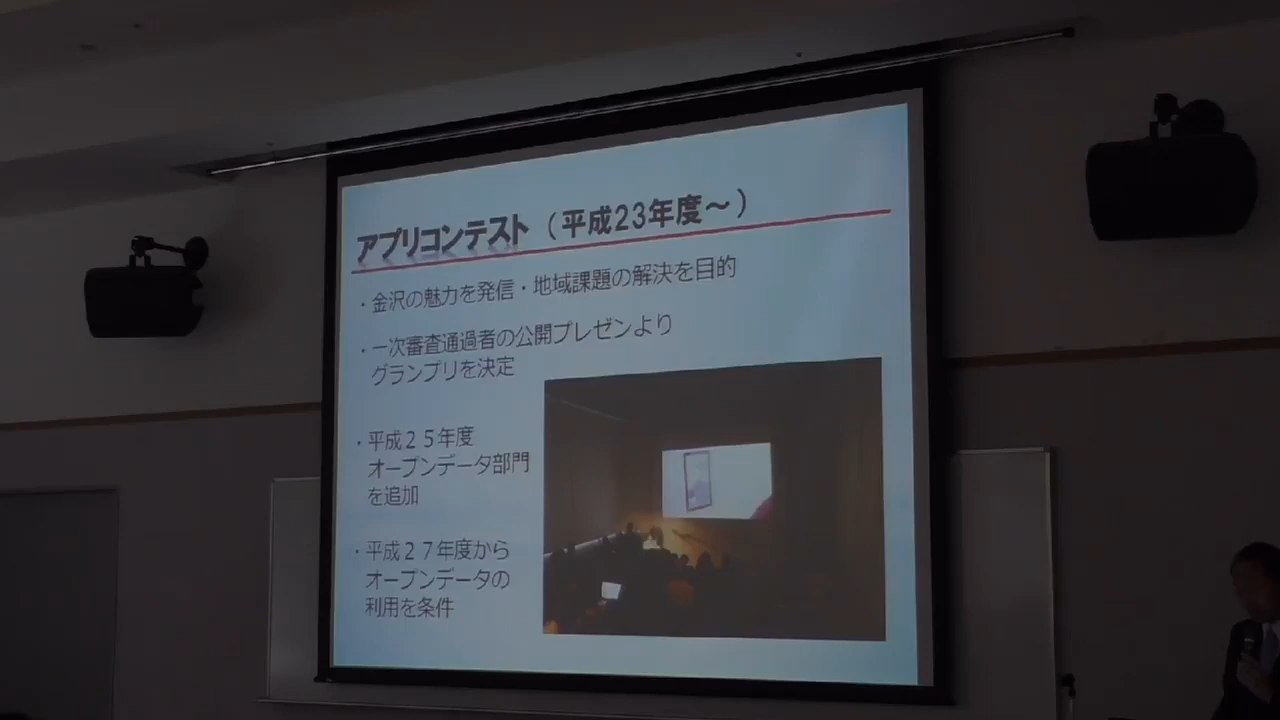 アプリコンテスト（平成23年度～）
・金沢の魅力を発信・地域課題の解決を目的
・一次審査通過者の公開プレゼンより
グランプリを決定
・平成２５年度
オープンデータ部門
を追加
・平成２７年度から
オープンデータの
利用を条件